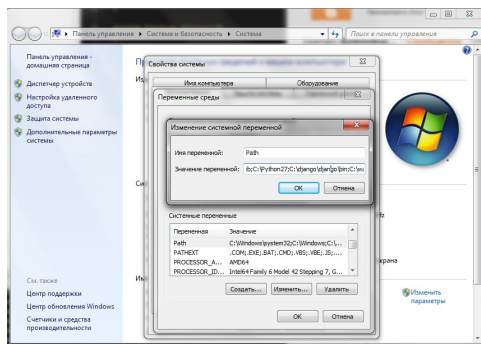 Панель управления ▸ Система и безопасность ▸ Система
Поиск в панели управления
Панель управления -
домашняя страница
Диспетчер устройств
Настройка удаленного
доступа
Защита системы
Дополнительные параметры
системы
См. также
Центр поддержки
Центр обновления Windows
Счетчики и средства
производительности
Свойства системы
Имя компьютера
Оборудование
Переменные среды
Изменение системной переменной
Имя переменной:
Path
Значение переменной:
ib;C:\Python27;C:\django\django\bin;C:\
OK
Отмена
Системные переменные
Переменная
Значение
Path
C:\Windows\system32;C:\Windows;C:\...
PATHEXT
.COM;.EXE;.BAT;.CMD;.VBS;.VBE;.JS;....
PROCESSOR_A...
AMD64
PROCESSOR_ID...
Intel64 Family 6 Model 42 Stepping 7, G...
Создать...
Изменить...
Удалить
OK
Отмена
крана
Изменить
параметры